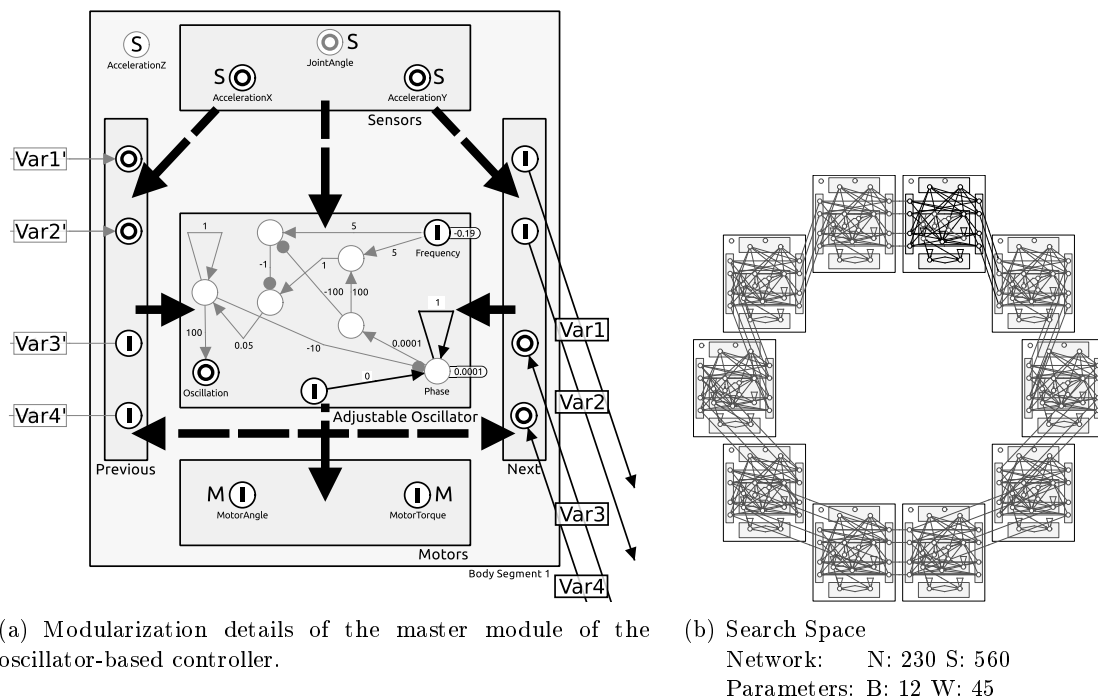 S
AccelerationZ
S
JointAngle
S
AccelerationX
S
AccelerationY
Sensors
Var1'
Var2'
Var3'
Var4'
Previous
1
5
-0.19
Frequency
5
-1
1
-100
100
1
100
0.05
-10
0.0001
0.0001
Phase
0
Oscillation
Adjustable Oscillator
Next
Var1
Var2
Var3
Var4
M
MotorAngle
M
MotorTorque
Motors
Body Segment 1
(a) Modularization details of the master module of the
oscillator-based controller.
(b) Search Space
Network: N: 230 S: 560
Parameters: B: 12 W: 45